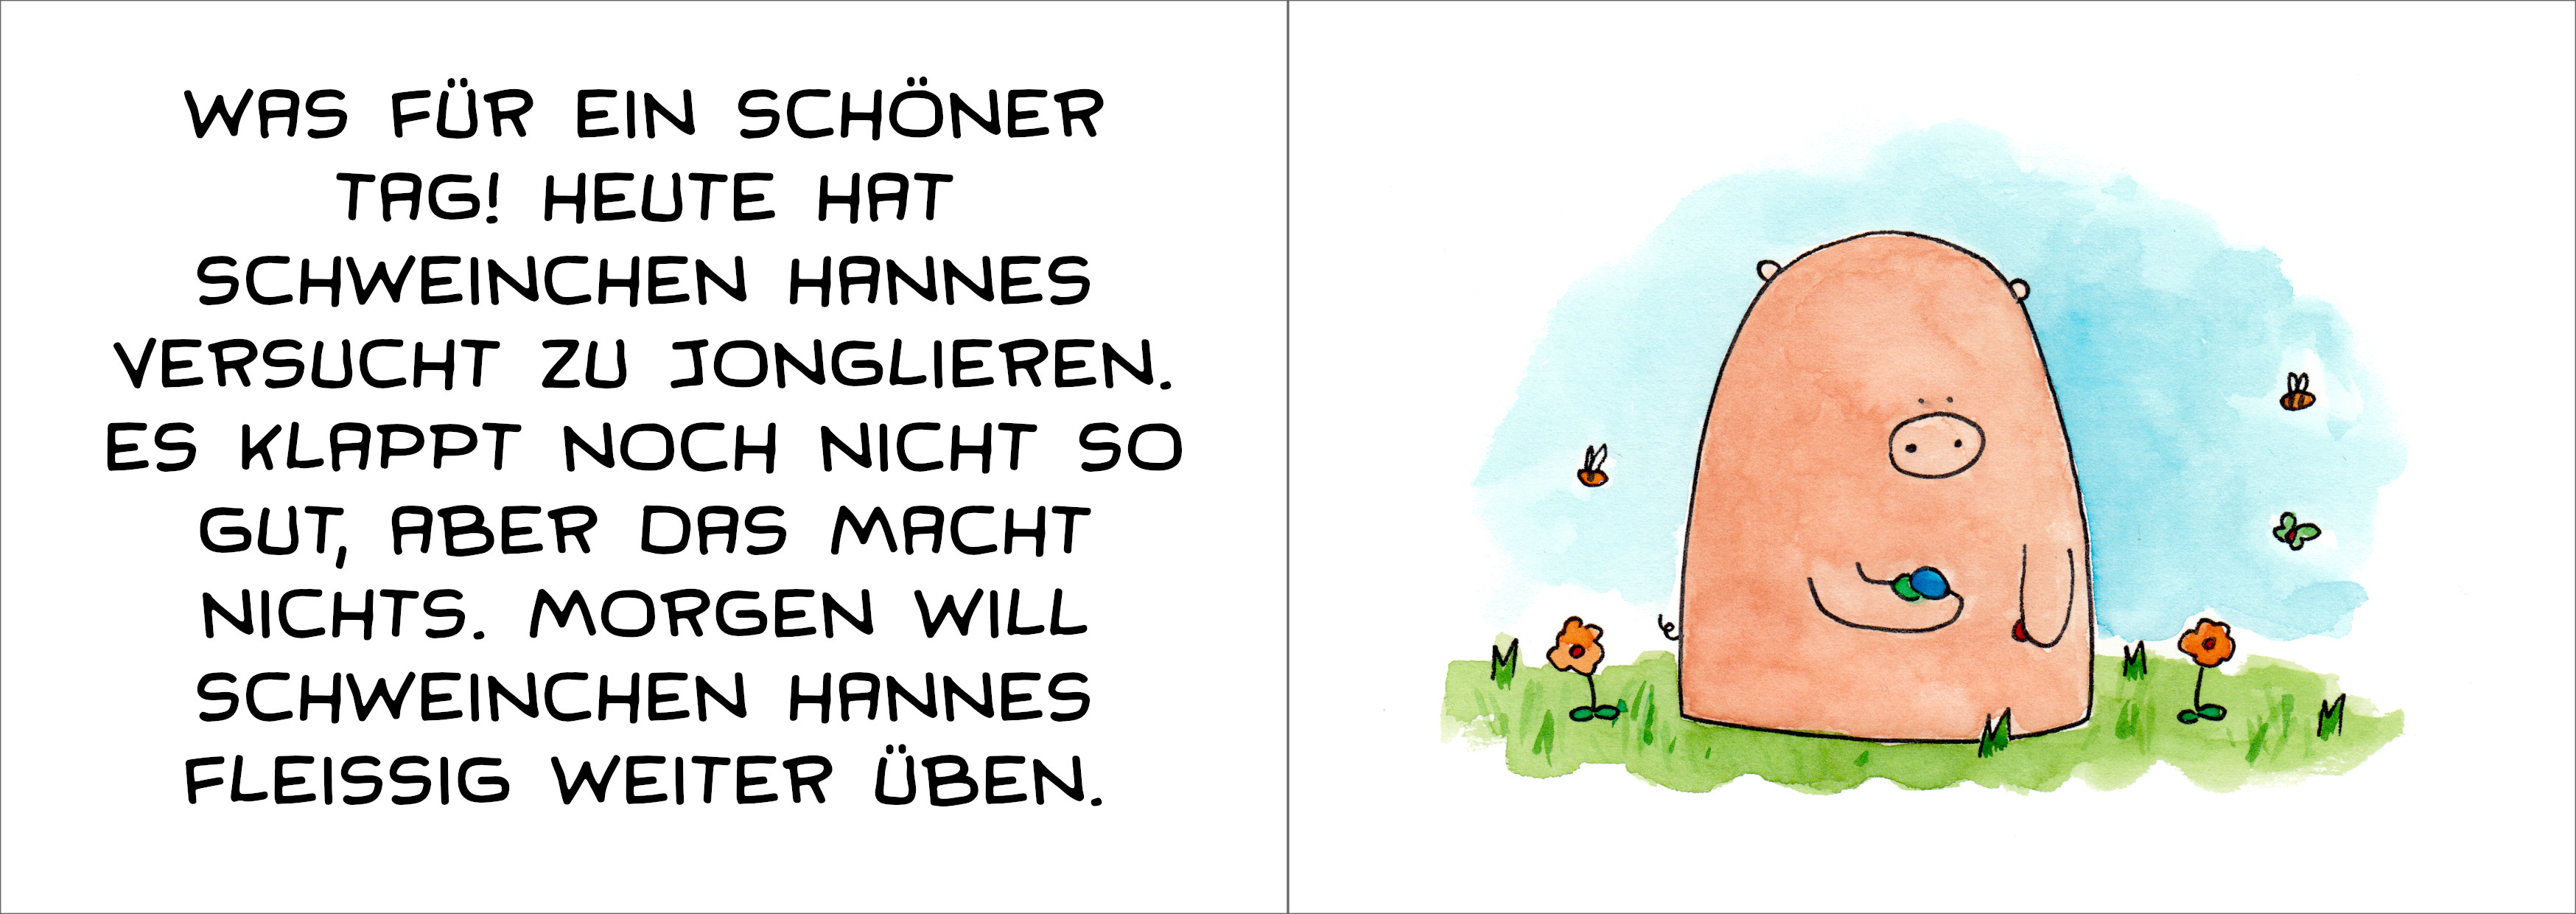 WAS FÜR EIN SCHÖNER
TAG! HEUTE HAT
SCHWEINCHEN HANNES
VERSUCHT ZU JONGLIEREN.
ES KLAPPT NOCH NICHT SO
GUT, ABER DAS MACHT
NICHTS. MORGEN WILL
SCHWEINCHEN HANNES
FLEISSIG WEITER ÜBEN.